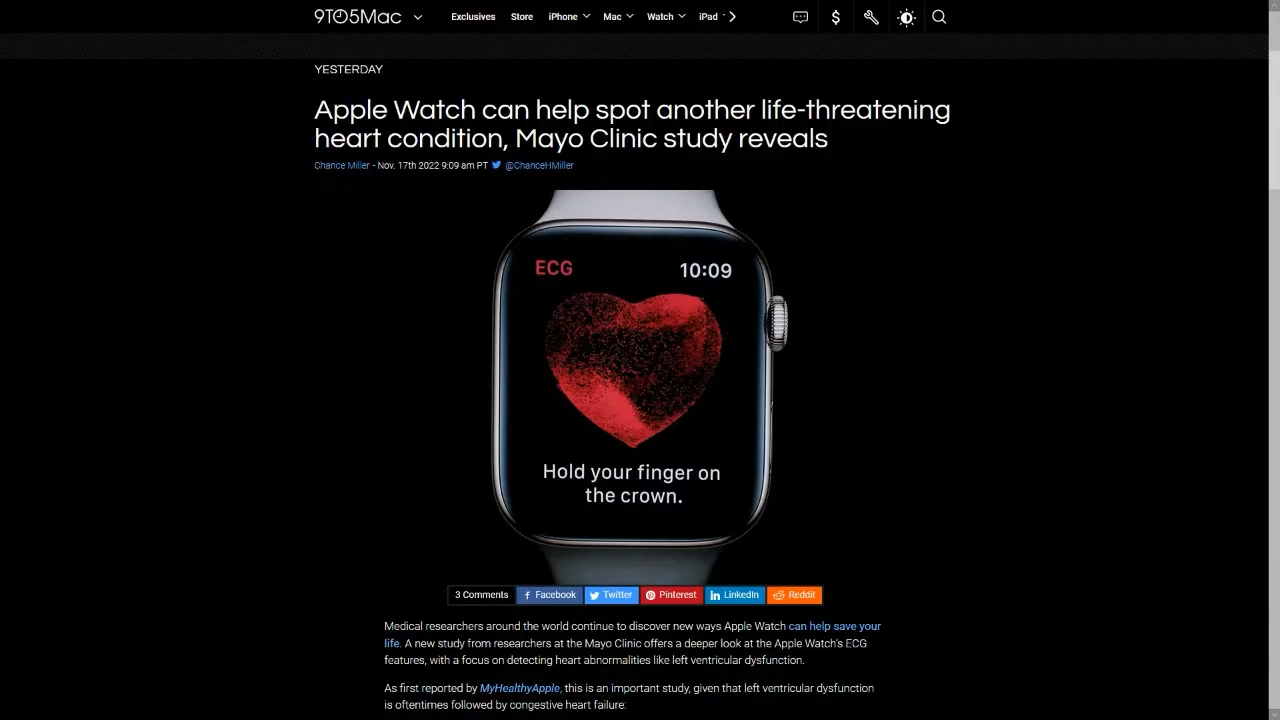 9TO5Mac Exclusives Store iPhone Mac Watch iPad
YESTERDAY
Apple Watch can help spot another life-threatening
heart condition, Mayo Clinic study reveals
Chance Miller - Nov. 17th 2022 9:09 am PT @ChanceHMiller
ECG 10:09
Hold your finger on
the crown.
3 Comments Facebook Twitter Pinterest LinkedIn Reddit
Medical researchers around the world continue to discover new ways Apple Watch can help save your
life. A new study from researchers at the Mayo Clinic offers a deeper look at the Apple Watch's ECG
features, with a focus on detecting heart abnormalities like left ventricular dysfunction.
As first reported by MyHealthyApple, this is an important study, given that left ventricular dysfunction
is oftentimes followed by congestive heart failure: